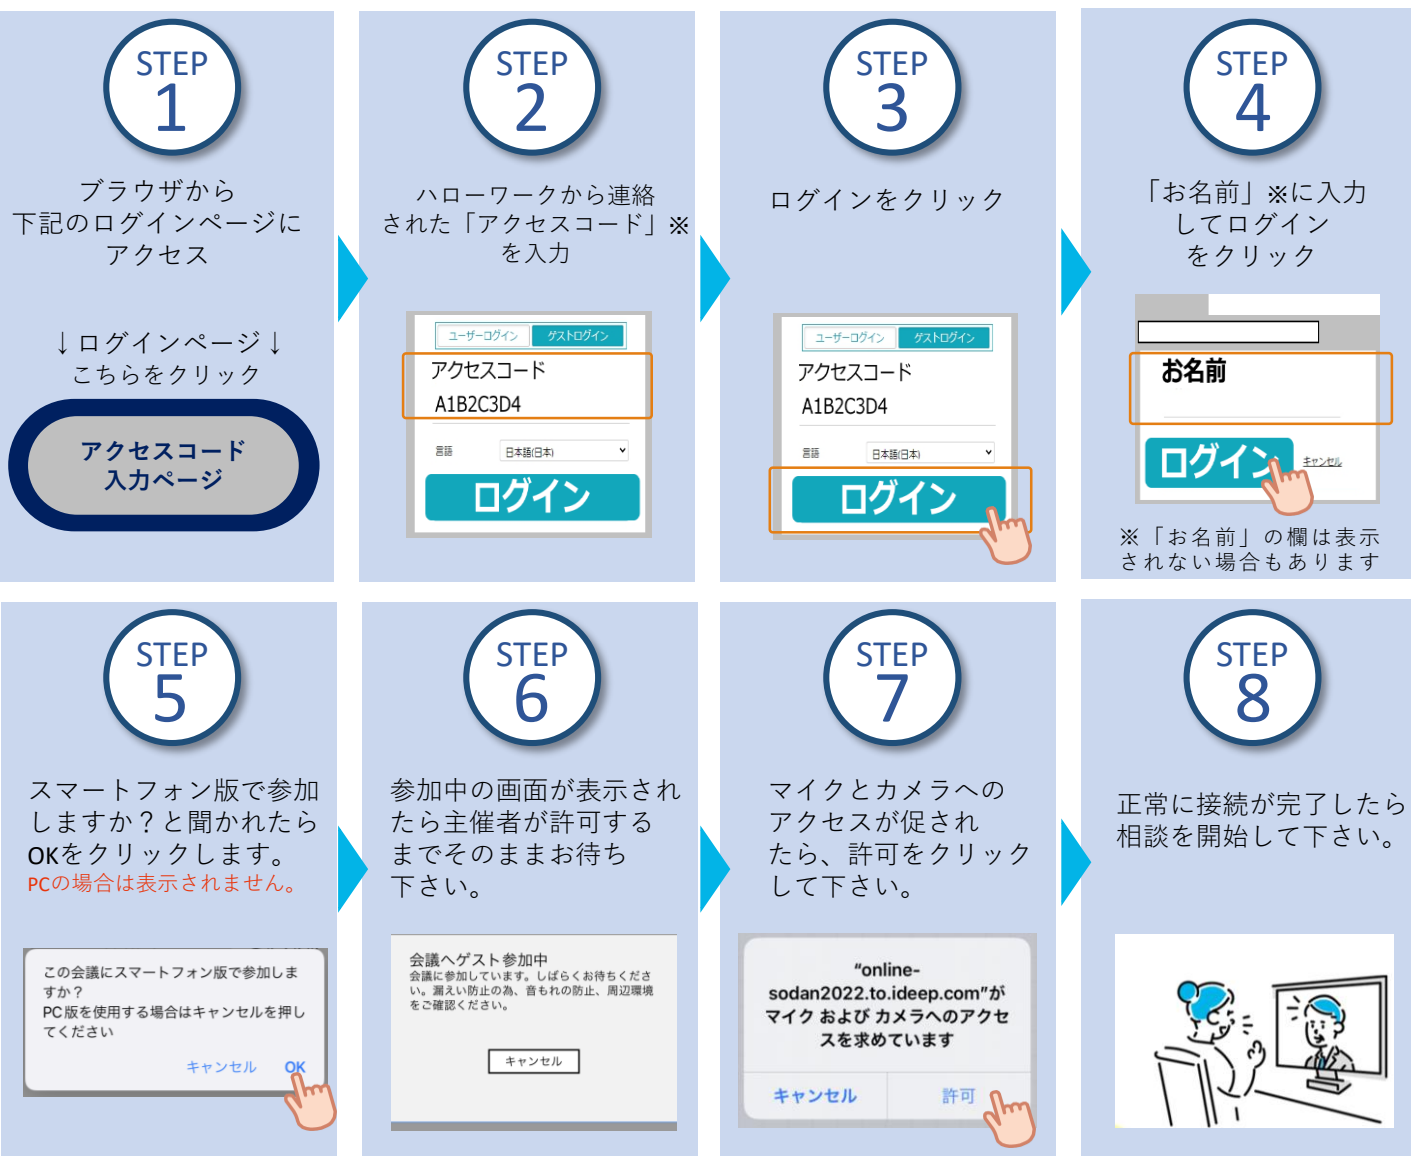 STEP
1
ブラウザから
下記のログインページに
アクセス
↓ログインページ↓
こちらをクリック
アクセスコード
入力ページ
STEP
2
ハローワークから連絡
された「アクセスコード」※
を入力
ユーザーログイン ゲストログイン
アクセスコード
A1B2C3D4
言語 日本語(日本)
ログイン
STEP
3
ログインをクリック
ユーザーログイン ゲストログイン
アクセスコード
A1B2C3D4
言語 日本語(日本)
ログイン
STEP
4
「お名前」※に入力
してログイン
をクリック
お名前
ログイン キャンセル
※「お名前」の欄は表示
されない場合もあります
STEP
5
スマートフォン版で参加
しますか？と聞かれたら
OKをクリックします。
PCの場合は表示されません。
この会議にスマートフォン版で参加しま
すか？
PC版を使用する場合はキャンセルを押し
てください
キャンセル OK
STEP
6
参加中の画面が表示され
たら主催者が許可する
までそのままお待ち
下さい。
会議へゲスト参加中
会議に参加しています。しばらくお待ちくださ
い。漏えい防止の為、音もれの防止、周辺環境
をご確認ください。
キャンセル
STEP
7
マイクとカメラへの
アクセスが促され
たら、許可をクリック
して下さい。
"online-
sodan2022.to.ideep.com"が
マイク および カメラへのアクセ
スを求めています
キャンセル 許可
STEP
8
正常に接続が完了したら
相談を開始して下さい。